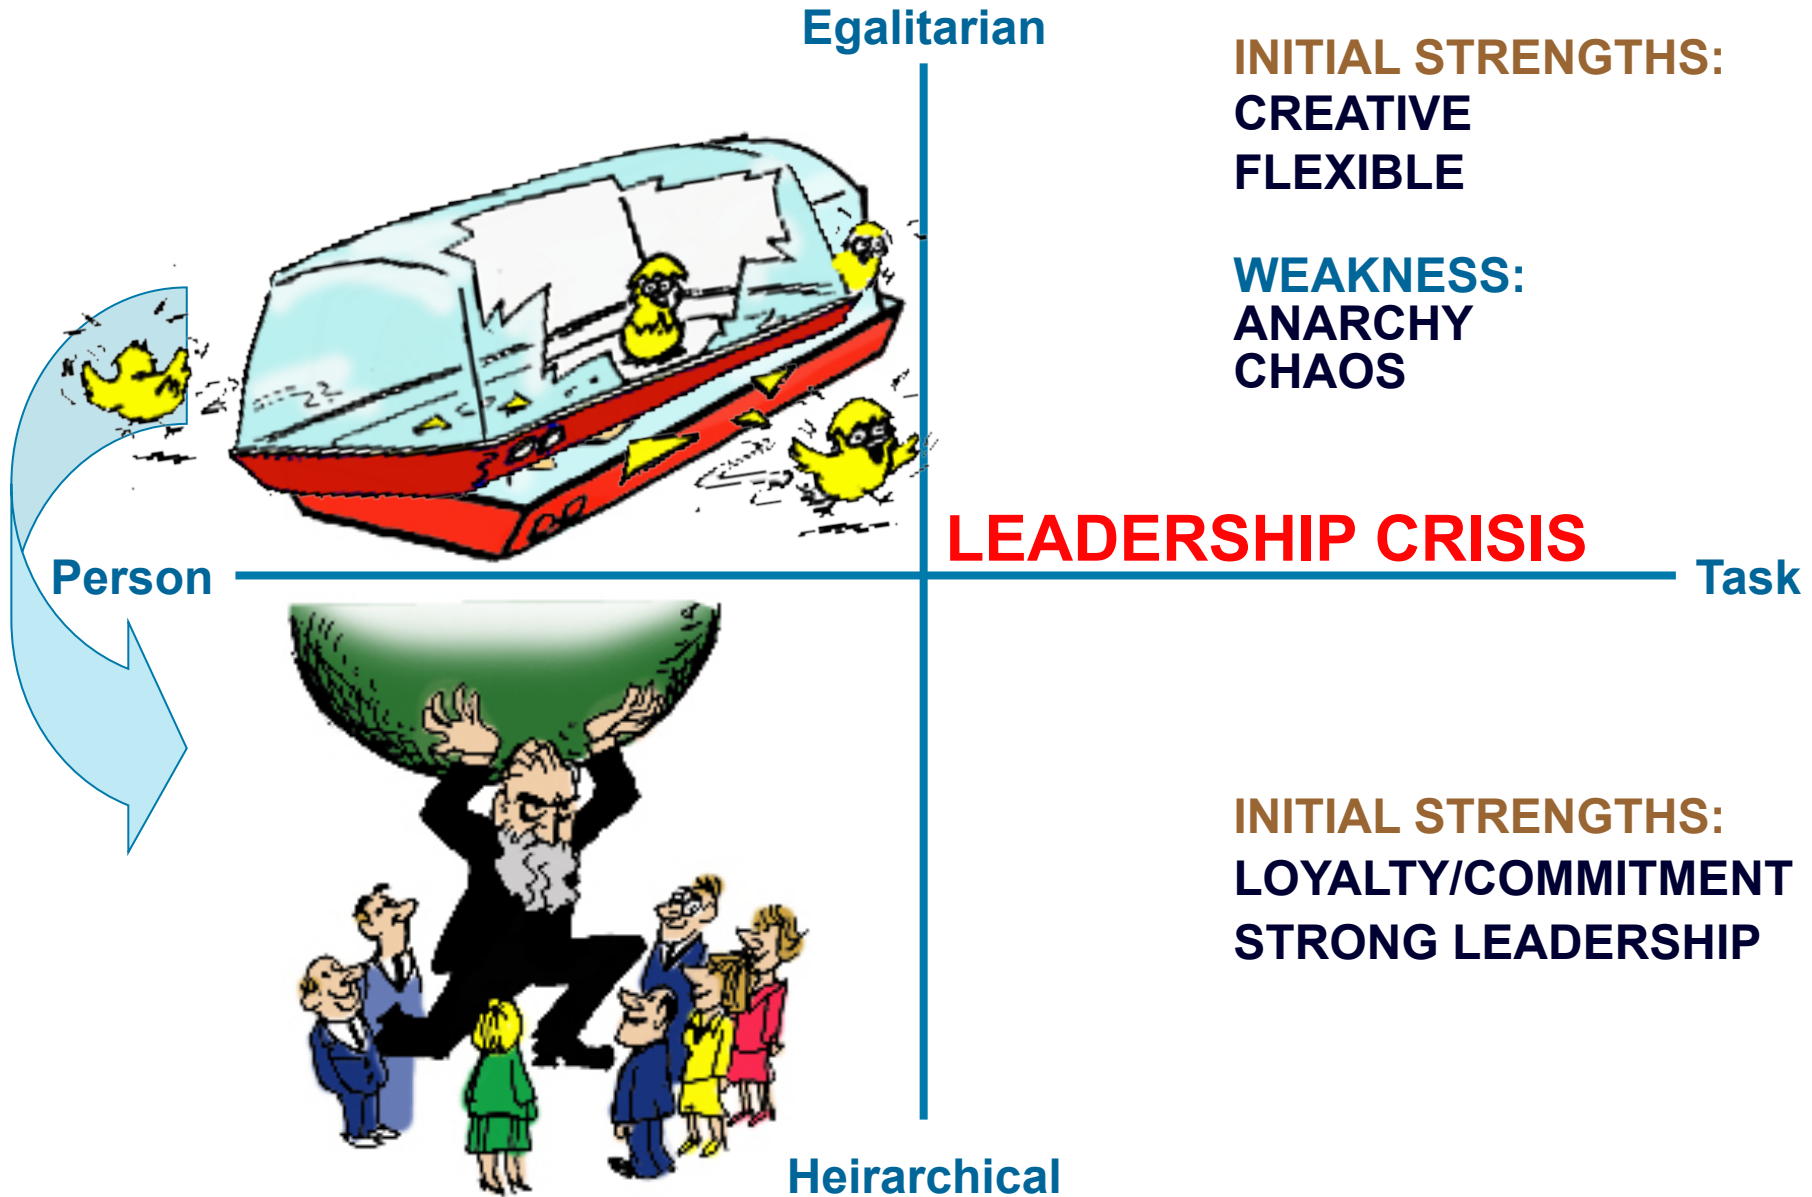 Egalitarian
INITIAL STRENGTHS:
CREATIVE
FLEXIBLE
WEAKNESS:
ANARCHY
CHAOS
LEADERSHIP CRISIS
Person
Task
INITIAL STRENGTHS:
LOYALTY/COMMITMENT
STRONG LEADERSHIP
Heirarchical